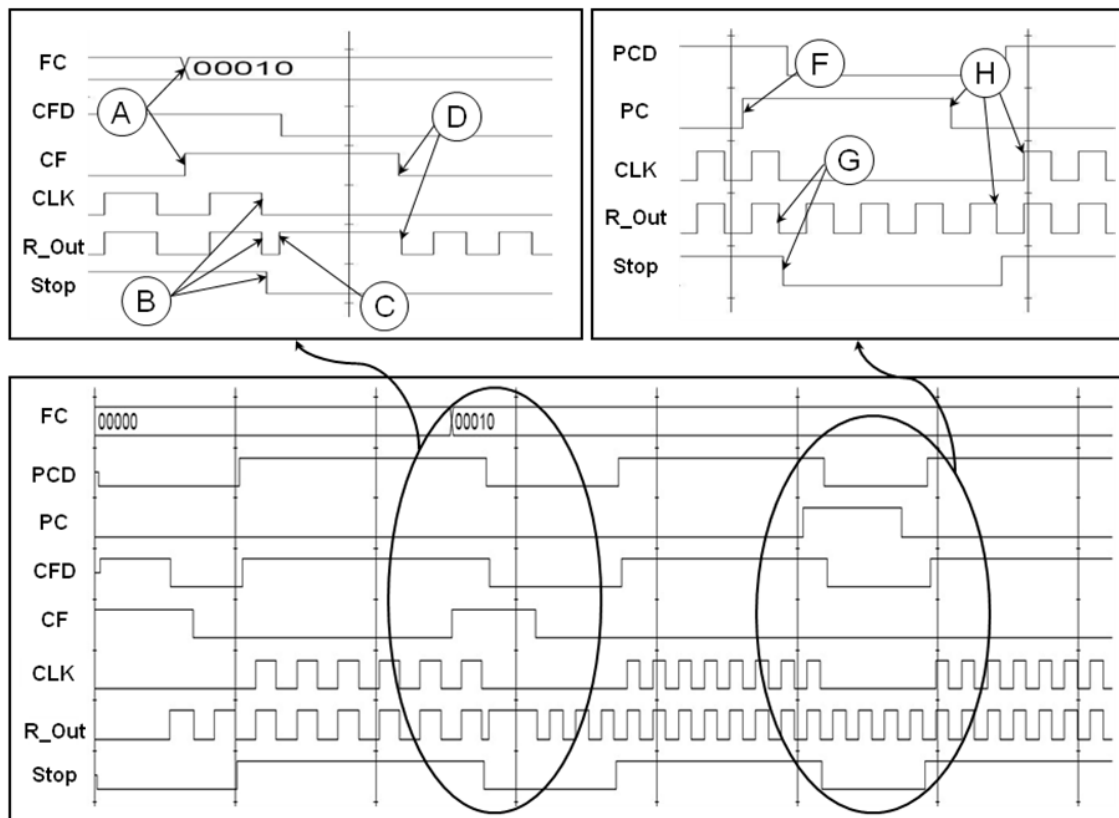 FC
00010
CFD
A
D
CF
CLK
R_Out
Stop
B
C
PCD
F
H
PC
CLK
G
R_Out
Stop
FC
00000
00010
PCD
PC
CFD
CF
CLK
R_Out
Stop